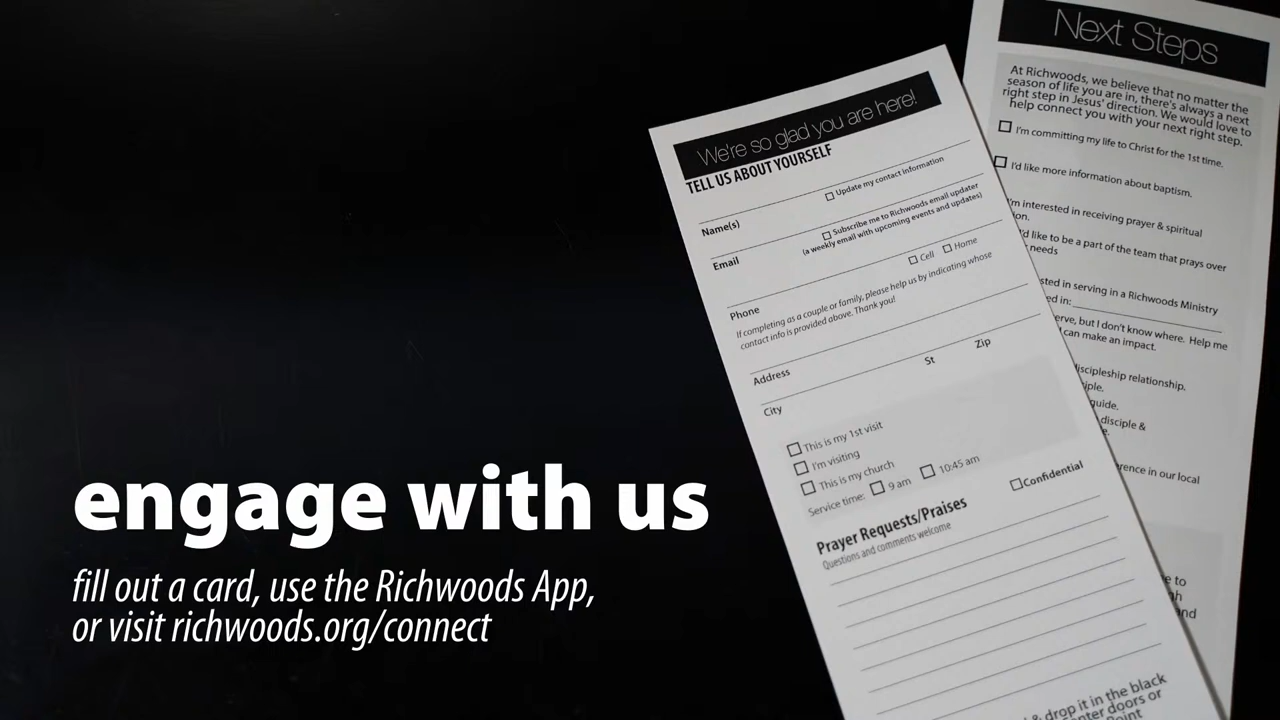 engage with us
fill out a card, use the Richwoods App,
or visit richwoods.org/connect
We're so glad you are here!
TELL US ABOUT YOURSELF
Update my contact information
Name(s)
Subscribe me to Richwoods email updater
(a weekly email with upcoming events and updates)
Email
Cell Home
Phone
If completing as a couple or family, please help us by indicating whose
contact info is provided above. Thank you!
Address
City St Zip
This is my 1st visit
I'm visiting
This is my church
Service time: 9 am 10:45 am
Prayer Requests/Praises Confidential
Questions and comments welcome
& drop it in the black
doors or
Next Steps
At Richwoods, we believe that no matter the
season of life you are in, there's always a next
right step in Jesus' direction. We would love to
help connect you with your next right step.
I'm committing my life to Christ for the 1st time.
I'd like more information about baptism.
I'm interested in receiving prayer & spiritual
I'd like to be a part of the team that prays over
needs
in serving in a Richwoods Ministry
in:
but I don't know where. Help me
can make an impact.
relationship.
guide.
disciple &
in our local
to
and